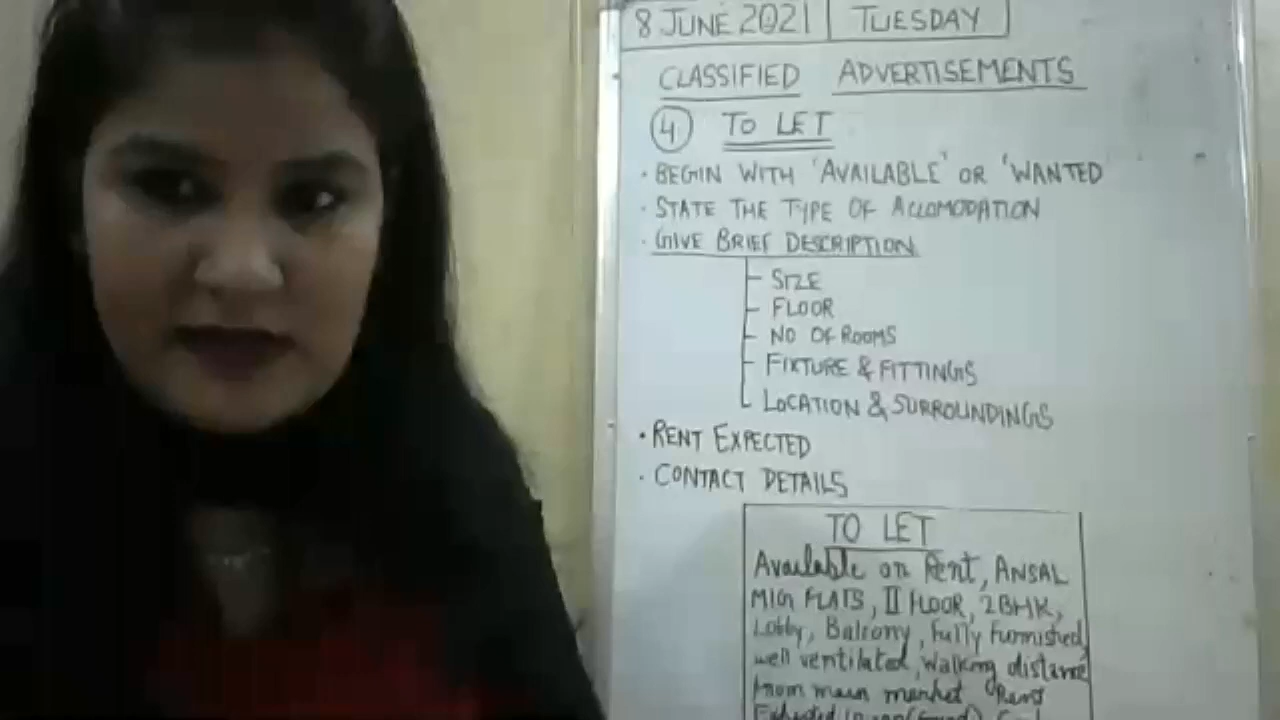 8 JUNE 2021 TUESDAY
CLASSIFIED ADVERTISEMENTS
4 TO LET
• BEGIN WITH 'AVAILABLE' OR 'WANTED
• STATE THE TYPE OF ACCOMODATION
• GIVE BRIEF DESCRIPTION
SIZE
FLOOR
NO OF ROOMS
FIXTURE & FITTINGS
LOCATION & SURROUNDINGS
• RENT EXPECTED
• CONTACT DETAILS
TO LET
Available on Rent, ANSAL
MIG FLATS, II FLOOR, 2BHK,
Lobby, Balcony, fully furnished,
well ventilated, walking distance
from main market Rent